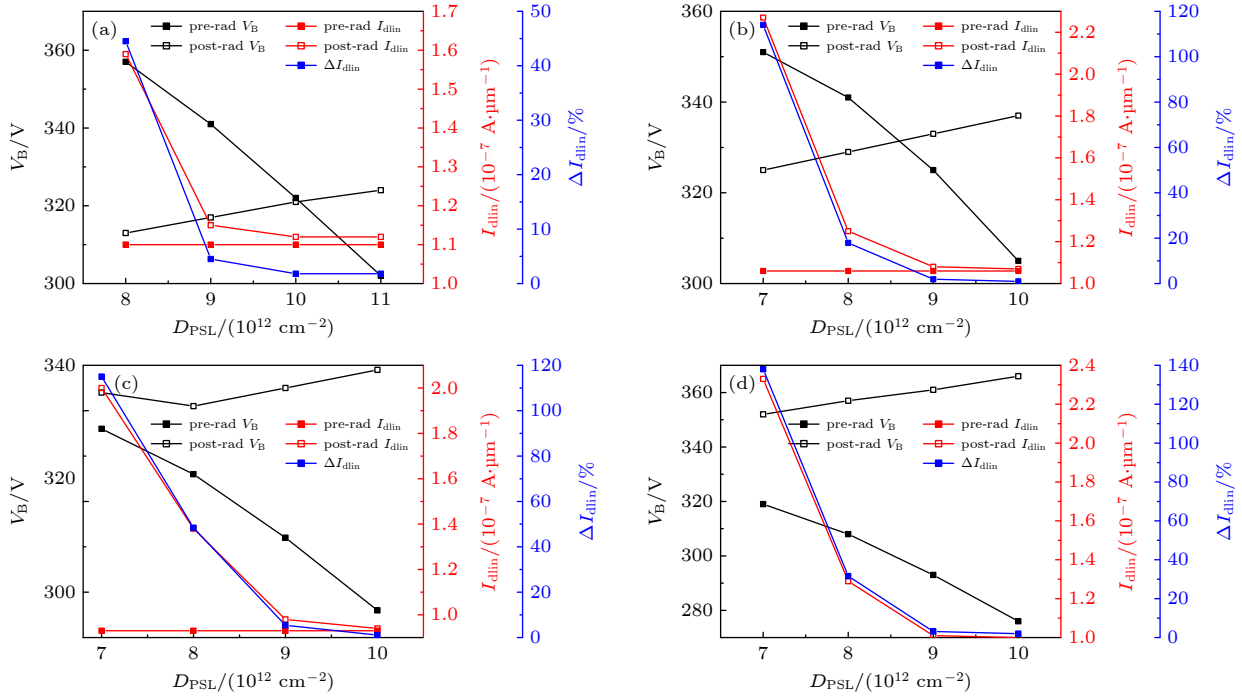 (a)
pre-rad V_B
post-rad V_B
pre-rad I_dlin
post-rad I_dlin
ΔI_dlin
360
340
320
300
V_B/V
8 9 10 11
D_PSL/(10^12 cm^−2)
1.7
1.6
1.5
1.4
1.3
1.2
1.1
1.0
I_dlin/(10^−7 A·µm^−1)
50
40
30
20
10
0
ΔI_dlin/%
(b)
pre-rad V_B
post-rad V_B
pre-rad I_dlin
post-rad I_dlin
ΔI_dlin
360
340
320
300
V_B/V
7 8 9 10
D_PSL/(10^12 cm^−2)
2.2
2.0
1.8
1.6
1.4
1.2
1.0
I_dlin/(10^−7 A·µm^−1)
120
100
80
60
40
20
0
ΔI_dlin/%
(c)
pre-rad V_B
post-rad V_B
pre-rad I_dlin
post-rad I_dlin
ΔI_dlin
340
320
300
V_B/V
7 8 9 10
D_PSL/(10^12 cm^−2)
2.0
1.8
1.6
1.4
1.2
1.0
I_dlin/(10^−7 A·µm^−1)
120
100
80
60
40
20
0
ΔI_dlin/%
(d)
pre-rad V_B
post-rad V_B
pre-rad I_dlin
post-rad I_dlin
ΔI_dlin
360
340
320
300
280
V_B/V
7 8 9 10
D_PSL/(10^12 cm^−2)
2.4
2.2
2.0
1.8
1.6
1.4
1.2
1.0
I_dlin/(10^−7 A·µm^−1)
140
120
100
80
60
40
20
0
ΔI_dlin/%